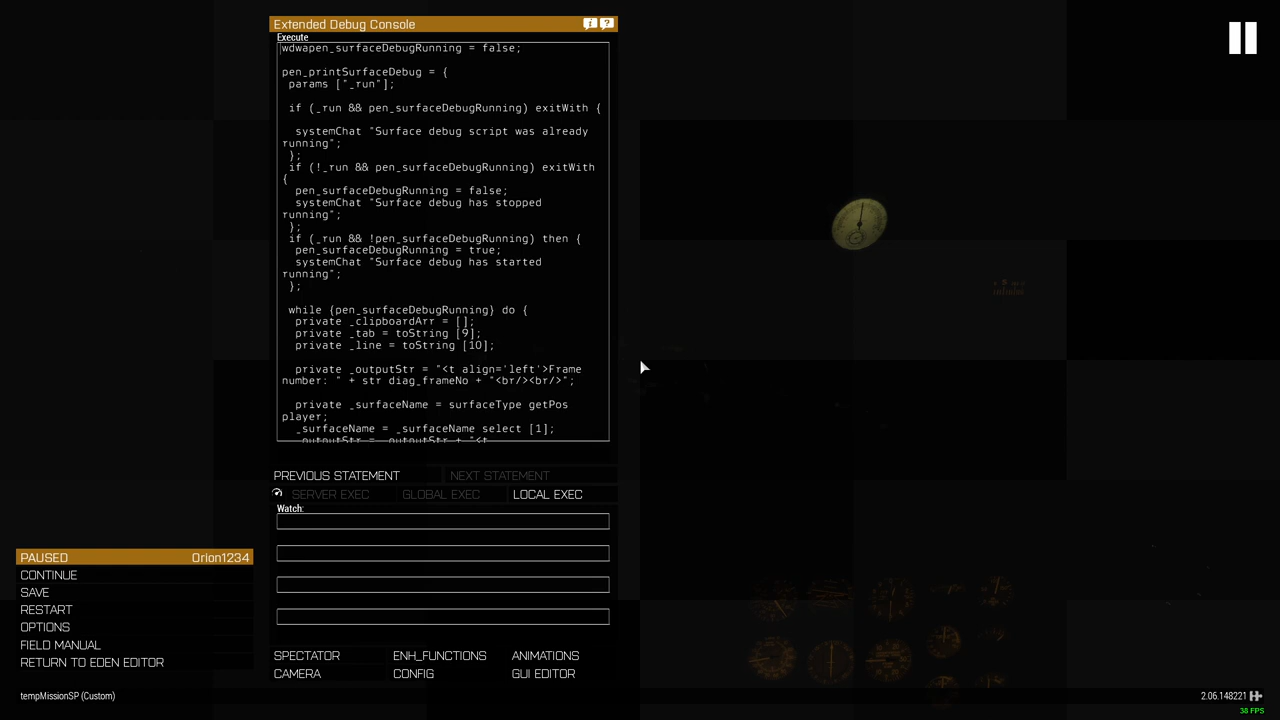 Extended Debug Console
Execute
wdwapen_surfaceDebugRunning = false;
pen_printSurfaceDebug = {
params ["_run"];
if (_run && pen_surfaceDebugRunning) exitWith {
systemChat "Surface debug script was already
running";
};
if (!_run && pen_surfaceDebugRunning) exitWith
{
pen_surfaceDebugRunning = false;
systemChat "Surface debug has stopped
running";
};
if (_run && !pen_surfaceDebugRunning) then {
pen_surfaceDebugRunning = true;
systemChat "Surface debug has started
running";
};
while {pen_surfaceDebugRunning} do {
private _clipboardArr = [];
private _tab = toString [9];
private _line = toString [10];
private _outputStr = "<t align='left'>Frame
number: " + str diag_frameNo + "<br/><br/>";
private _surfaceName = surfaceType getPos
player;
_surfaceName = _surfaceName select [1];
_outputStr = _outputStr + "<t
PREVIOUS STATEMENT
NEXT STATEMENT
SERVER EXEC
GLOBAL EXEC
LOCAL EXEC
Watch:
PAUSED
Orion1234
CONTINUE
SAVE
RESTART
OPTIONS
FIELD MANUAL
RETURN TO EDEN EDITOR
SPECTATOR
ENH_FUNCTIONS
ANIMATIONS
CAMERA
CONFIG
GUI EDITOR
tempMissionSP (Custom)
2.06.148221
38 FPS